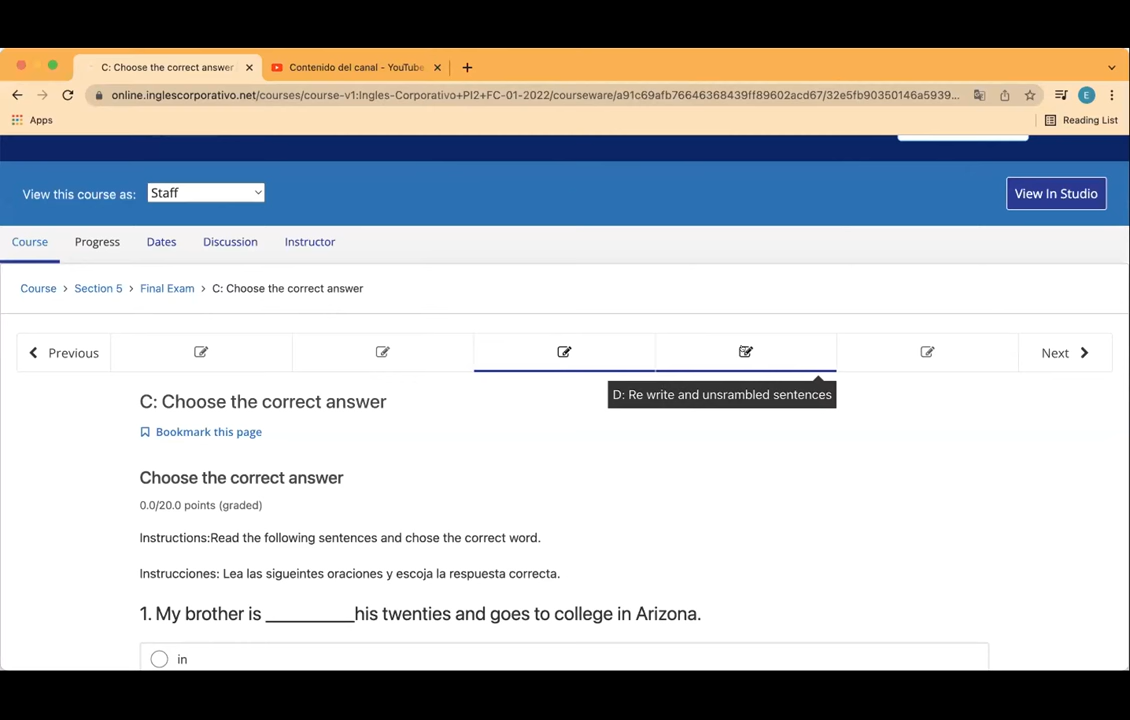 C: Choose the correct answer
Contenido del canal - YouTube
online.inglescorporativo.net/courses/course-v1:Ingles-Corporativo+PI2+FC-01-2022/courseware/a91c69afb76646368439ff89602acd67/32e5fb90350146a5939...
E
Apps
Reading List
View this course as:
Staff
View In Studio
Course
Progress
Dates
Discussion
Instructor
Course > Section 5 > Final Exam > C: Choose the correct answer
Previous
Next
D: Re write and unsrambled sentences
C: Choose the correct answer
Bookmark this page
Choose the correct answer
0.0/20.0 points (graded)
Instructions:Read the following sentences and chose the correct word.
Instrucciones: Lea las sigueintes oraciones y escoja la respuesta correcta.
1. My brother is __________his twenties and goes to college in Arizona.
in